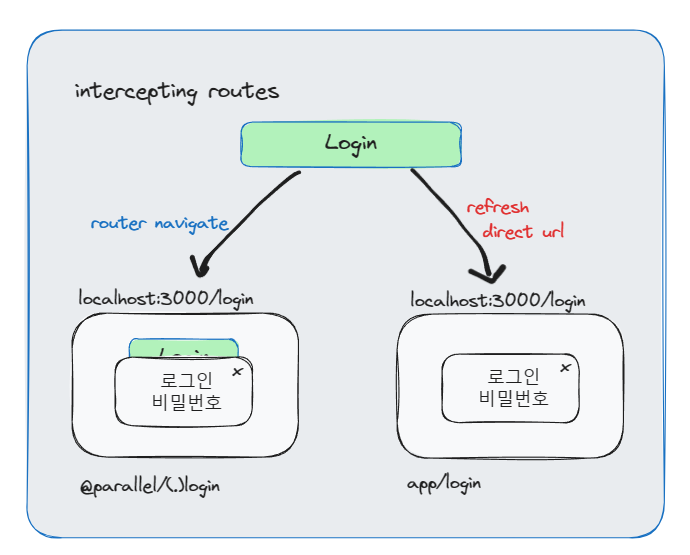 intercepting routes
Login
router navigate
refresh
direct url
localhost:3000/login
localhost:3000/login
Login
로그인
비밀번호
x
로그인
비밀번호
x
@parallel/(.)login
app/login